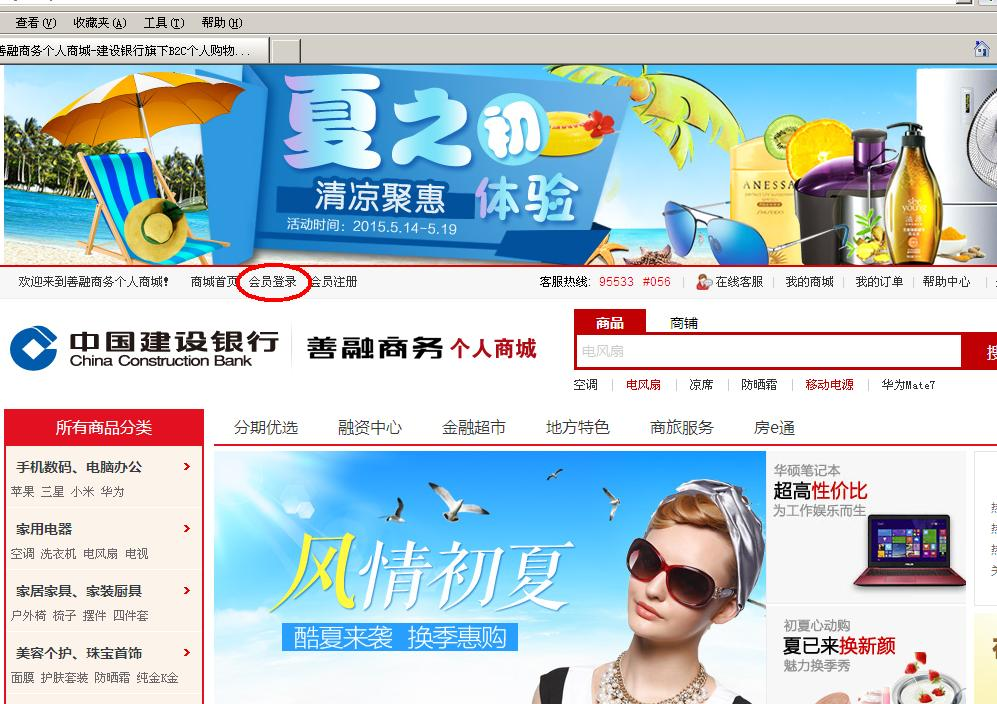 查看(V) 收藏夹(A) 工具(T) 帮助(H)
善融商务个人商城-建设银行旗下B2C个人购物...
夏之初
清凉聚惠 体验
活动时间：2015.5.14-5.19
ANESSA
SHISEIDO
欢迎来到善融商务个人商城！ 商城首页 会员登录 会员注册
客服热线: 95533 #056 在线客服 我的商城 我的订单 帮助中心
中国建设银行
China Construction Bank
善融商务 个人商城
商品 商铺
电风扇
空调 电风扇 凉席 防晒霜 移动电源 华为Mate7
所有商品分类
分期优选 融资中心 金融超市 地方特色 商旅服务 房e通
手机数码、电脑办公 >
苹果 三星 小米 华为
家用电器 >
空调 洗衣机 电风扇 电视
家居家具、家装厨具 >
户外椅 梳子 摆件 四件套
美容个护、珠宝首饰 >
面膜 护肤套装 防晒霜 纯金K金
风情初夏
酷夏来袭 换季惠购
华硕笔记本
超高性价比
为工作娱乐而生
初夏心动购
夏已来换新颜
魅力换季秀